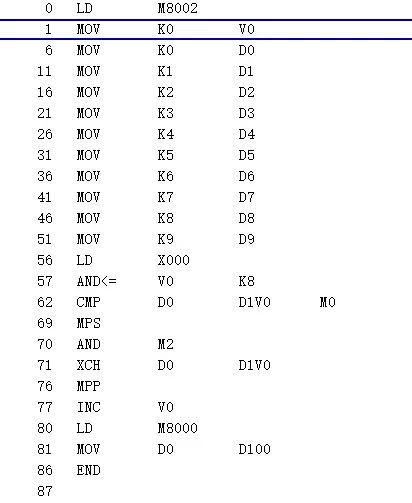 0 LD M8002
1 MOV K0 V0
6 MOV K0 D0
11 MOV K1 D1
16 MOV K2 D2
21 MOV K3 D3
26 MOV K4 D4
31 MOV K5 D5
36 MOV K6 D6
41 MOV K7 D7
46 MOV K8 D8
51 MOV K9 D9
56 LD X000
57 AND<= V0 K8
62 CMP D0 D1V0 M0
69 MPS
70 AND M2
71 XCH D0 D1V0
76 MPP
77 INC V0
80 LD M8000
81 MOV D0 D100
86 END
87